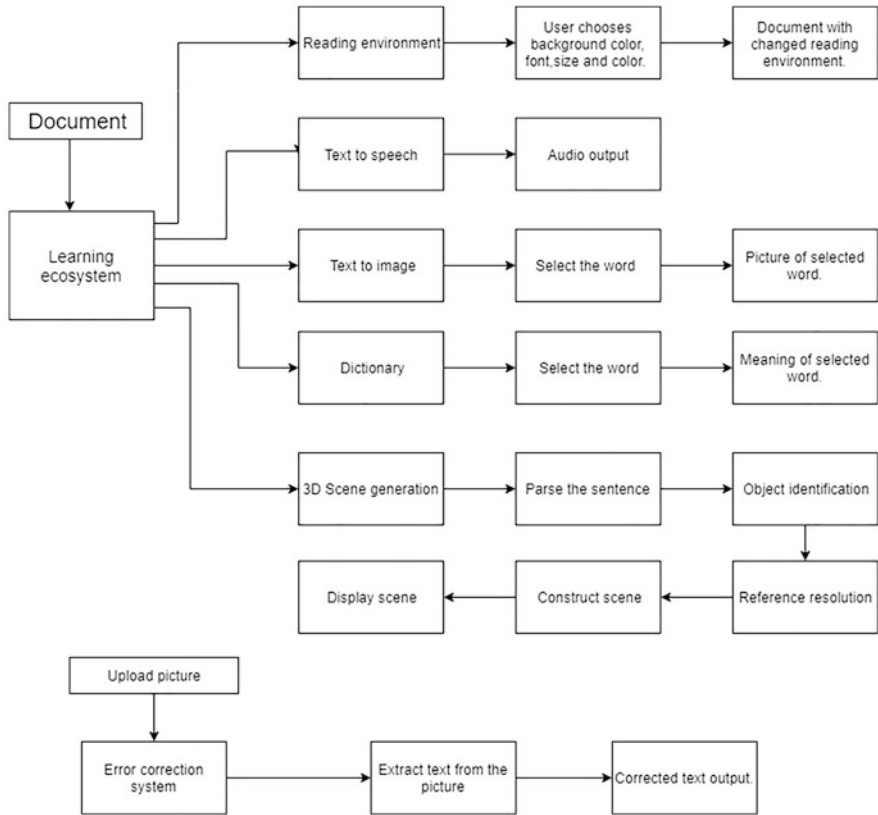 Reading environment
User chooses
background color,
font,size and color.
Document with
changed reading
environment.
Document
Text to speech
Audio output
Learning
ecosystem
Text to image
Select the word
Picture of selected
word.
Dictionary
Select the word
Meaning of selected
word.
3D Scene generation
Parse the sentence
Object identification
Display scene
Construct scene
Reference resolution
Upload picture
Error correction
system
Extract text from the
picture
Corrected text output.